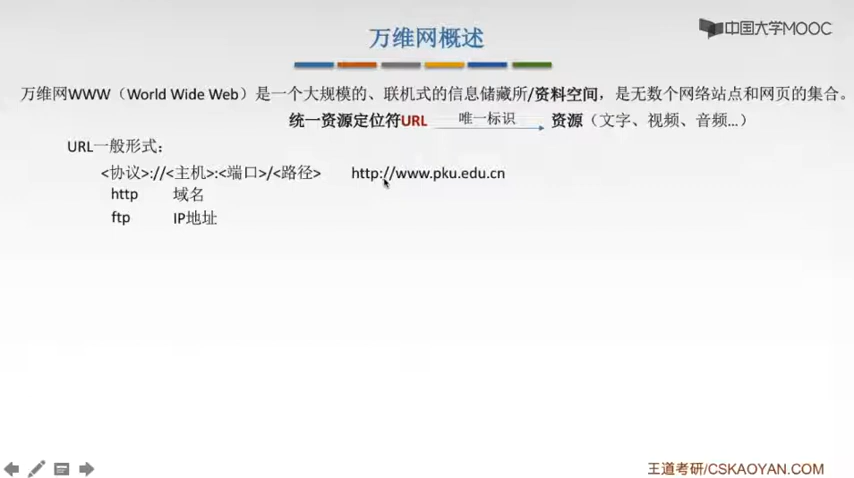 中国大学MOOC
万维网概述
万维网WWW（World Wide Web）是一个大规模的、联机式的信息储藏所/资料空间，是无数个网络站点和网页的集合。
统一资源定位符URL 唯一标识 资源（文字、视频、音频...）
URL一般形式：
<协议>://<主机>:<端口>/<路径> http://www.pku.edu.cn
http 域名
ftp IP地址
王道考研/CSKAOYAN.COM